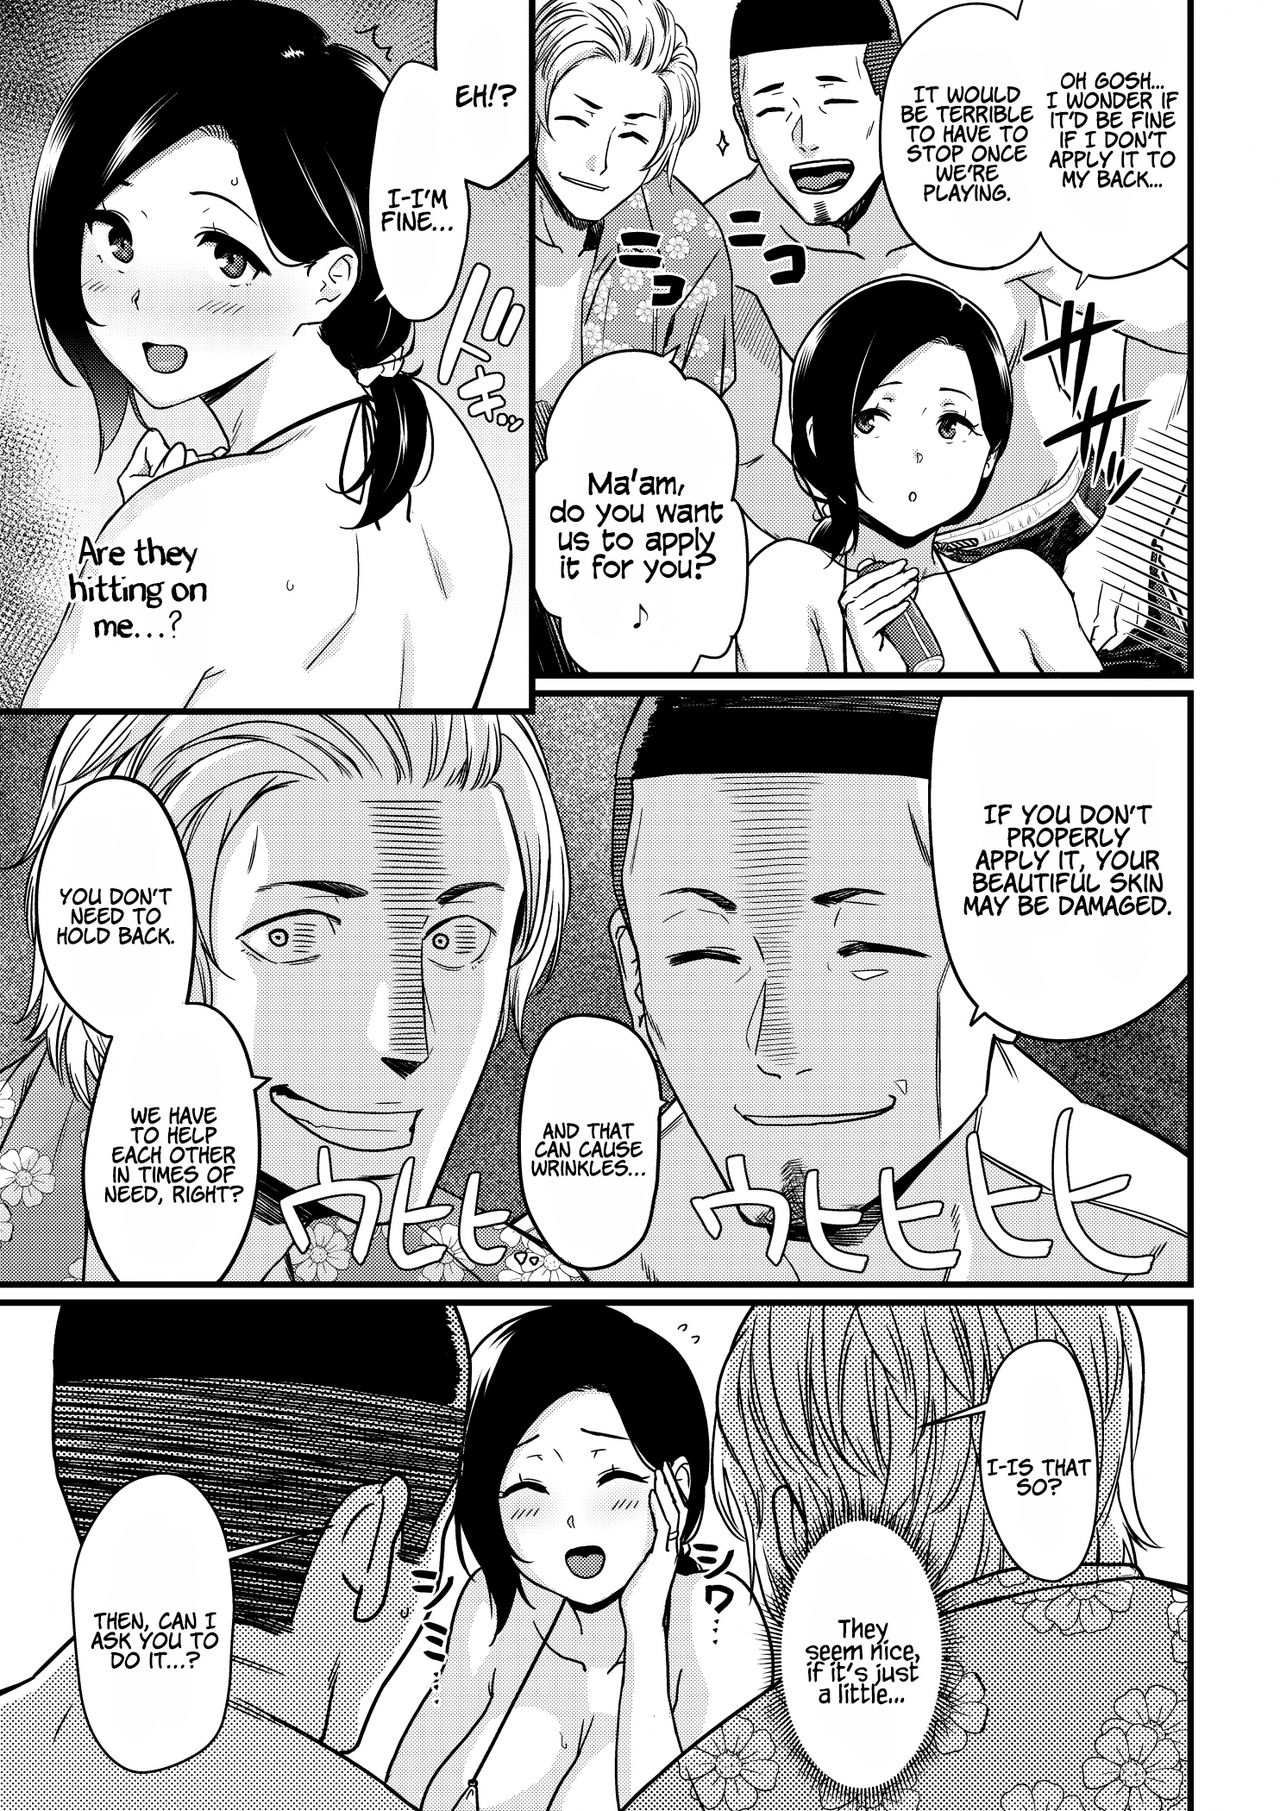 OH GOSH...
I WONDER IF
IT'D BE FINE
IF I DON'T
APPLY IT TO
MY BACK...
IT WOULD
BE TERRIBLE
TO HAVE TO
STOP ONCE
WE'RE
PLAYING.
ニコ
ニコ
Ma'am,
do you want
us to apply
it for you?
♪
EH!?
I-I'M
FINE...
ドキッ
Are they
hitting on
me...?
IF YOU DON'T
PROPERLY
APPLY IT, YOUR
BEAUTIFUL SKIN
MAY BE DAMAGED.
AND THAT
CAN CAUSE
WRINKLES...
ウヒヒヒヒ
YOU DON'T
NEED TO
HOLD BACK.
WE HAVE
TO HELP
EACH OTHER
IN TIMES OF
NEED, RIGHT?
ウヒヒ
I-IS THAT
SO?
They
seem nice,
if it's just
a little...
THEN, CAN I
ASK YOU TO
DO IT...?